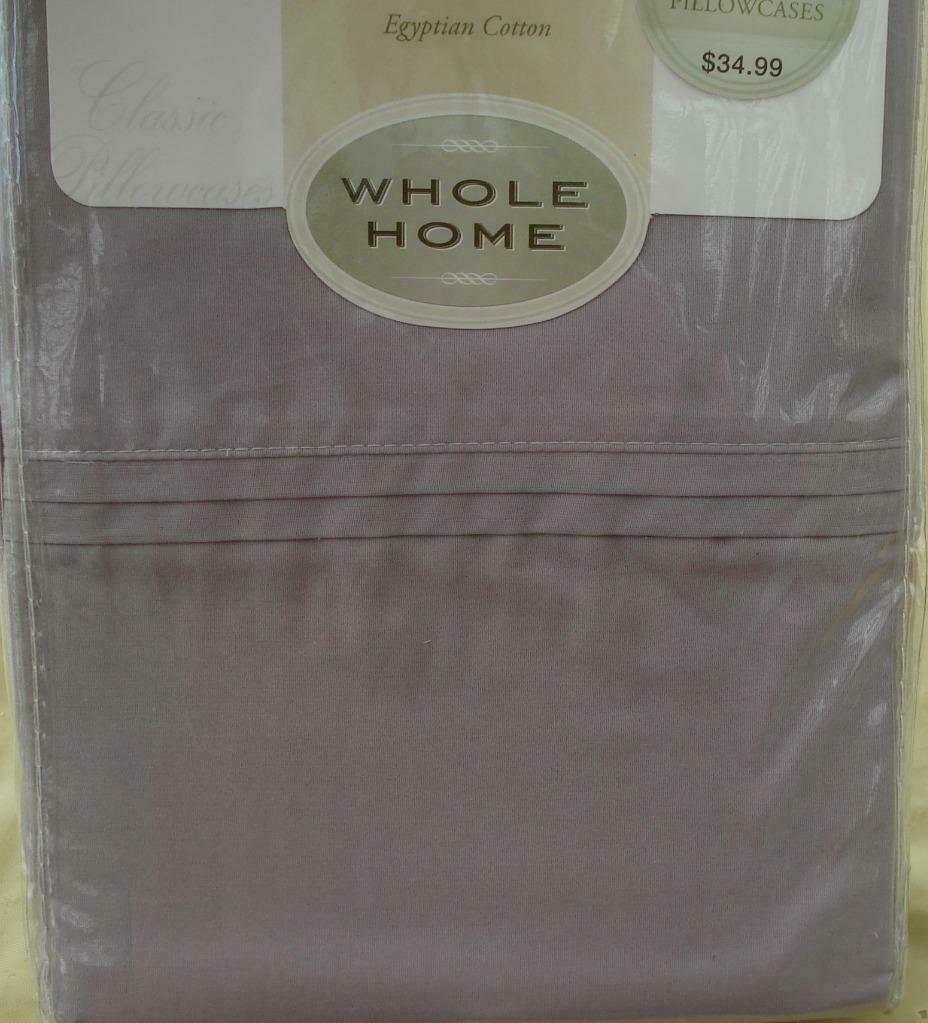 Egyptian Cotton
PILLOWCASES
$34.99
Classic
Pillowcases
WHOLE
HOME